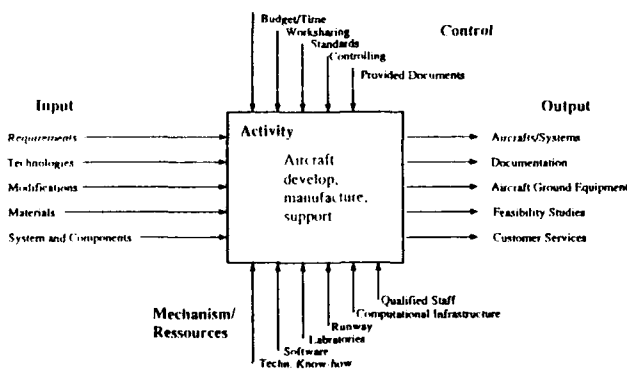 Budget/Time
Worksharing
Standards
Controlling
Provided Documents
Control
Input
Output
Activity
Aircraft
develop,
manufacture,
support
Requirements
Technologies
Modifications
Materials
System and Components
Aircrafts/Systems
Documentation
Aircraft Ground Equipment
Feasibility Studies
Customer Services
Mechanism/
Ressources
Qualified Staff
Computational Infrastructure
Runway
Labratories
Software
Techn. Know-how